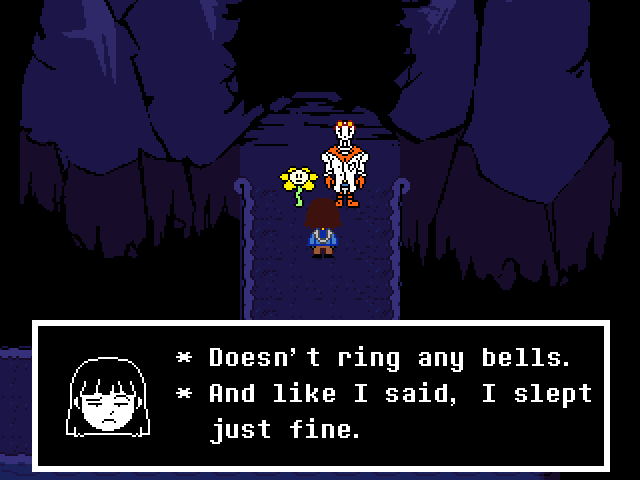 * Doesn't ring any bells.
* And like I said, I slept
just fine.